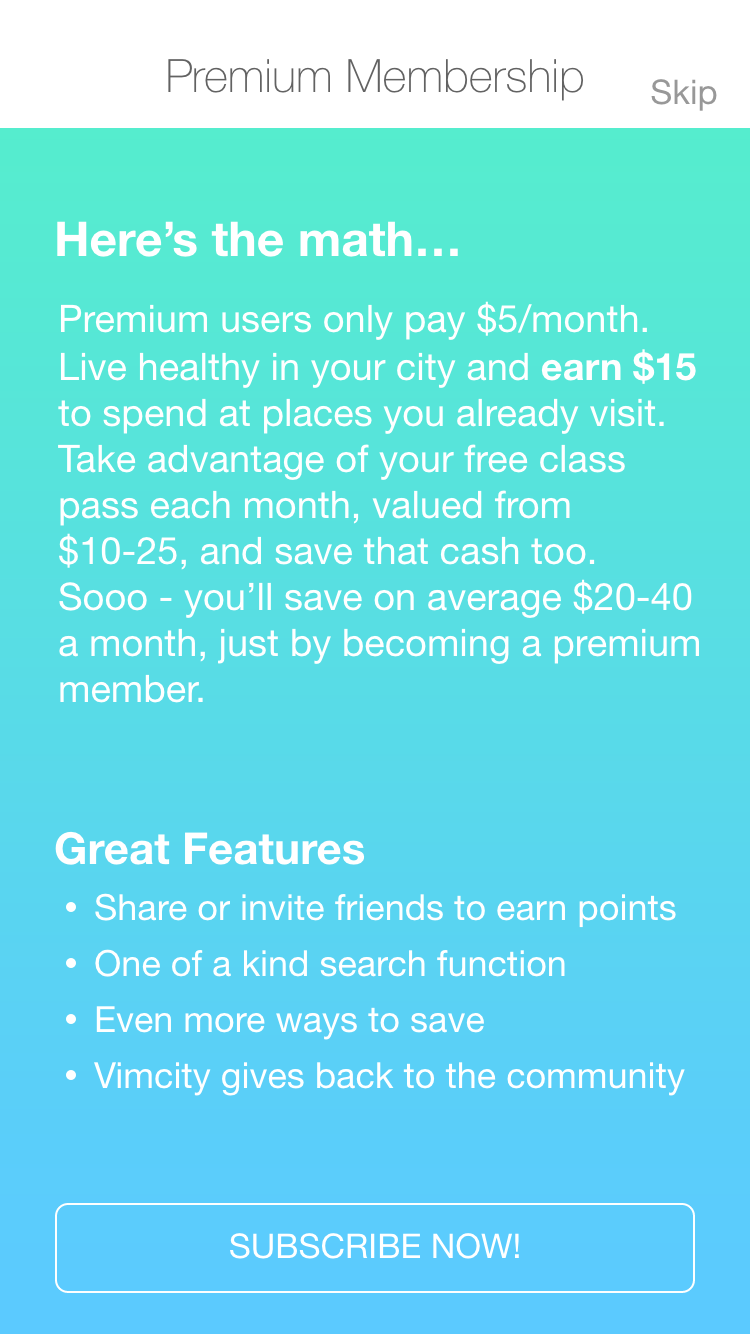 Premium Membership
Skip
Here’s the math...
Premium users only pay $5/month.
Live healthy in your city and earn $15
to spend at places you already visit.
Take advantage of your free class
pass each month, valued from
$10-25, and save that cash too.
Sooo - you’ll save on average $20-40
a month, just by becoming a premium
member.
Great Features
• Share or invite friends to earn points
• One of a kind search function
• Even more ways to save
• Vimcity gives back to the community
SUBSCRIBE NOW!